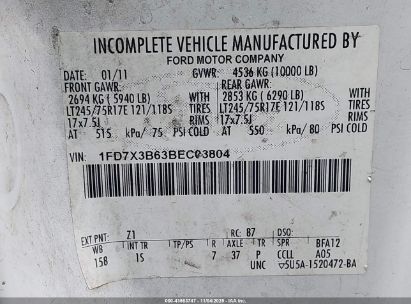 INCOMPLETE VEHICLE MANUFACTURED BY
FORD MOTOR COMPANY
DATE: 01/11 GVWR: 4536 KG (10000 LB)
FRONT GAWR: REAR GAWR:
2694 KG ( 5940 LB) WITH 2853 KG ( 6290 LB) WITH
LT245/75R17E 121/118S TIRES LT245/75R17E 121/118S TIRES
17x7.5J RIMS 17x7.5J RIMS
AT 515 kPa/ 75 PSI/LPC AT 550 kPa/ 80
VIN: 1FD7X3B63BEC03804
EXT PNT: Z1 RC: B7 DSO:
WB INT TR TP/PS R AXLE TR SPR BFA12
158 1S 7 37 P CCLL A05
UNC 5U5A-1520472-BA